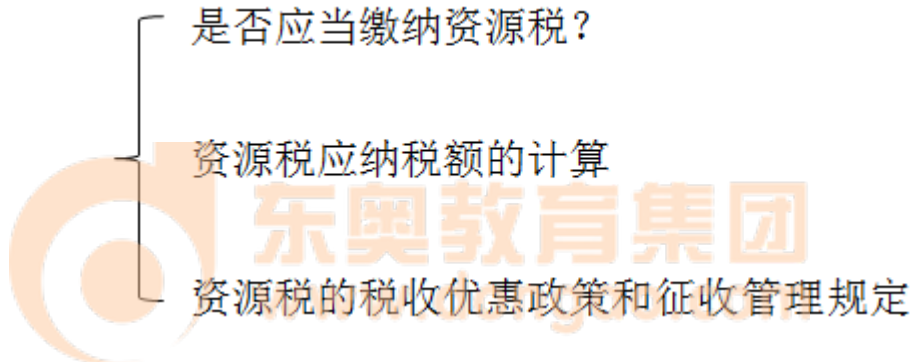 是否应当缴纳资源税?
资源税应纳税额的计算
东奥教育集团
资源税的税收优惠政策和征收管理规定